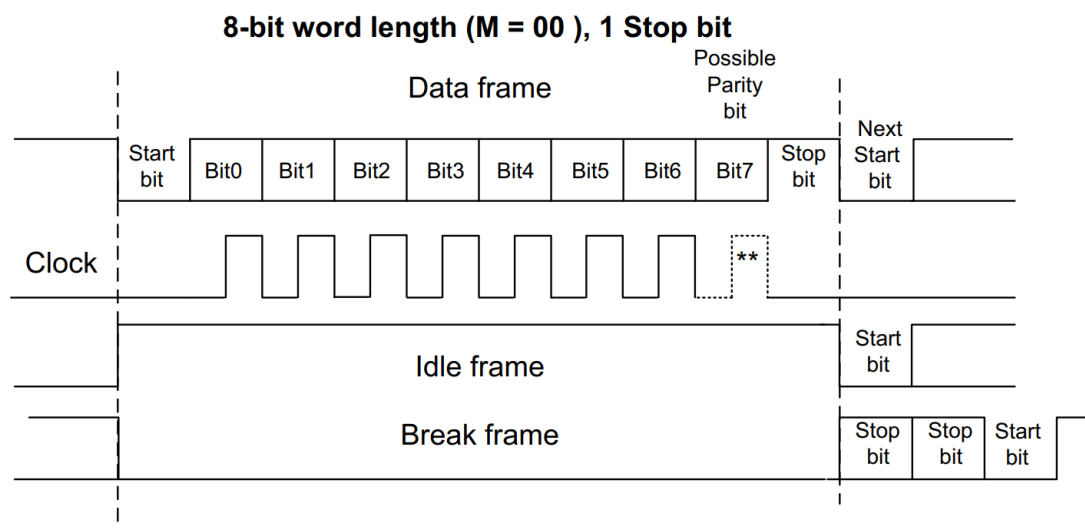 8-bit word length (M = 00 ), 1 Stop bit
Possible
Parity
bit
Data frame
Start
bit
Bit0
Bit1
Bit2
Bit3
Bit4
Bit5
Bit6
Bit7
Stop
bit
Next
Start
bit
Clock
**
Idle frame
Start
bit
Break frame
Stop
bit
Stop
bit
Start
bit